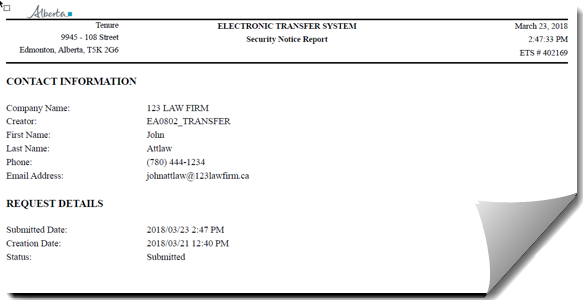 Alberta
Tenure
9945 - 108 Street
Edmonton, Alberta, T5K 2G6
ELECTRONIC TRANSFER SYSTEM
Security Notice Report
March 23, 2018
2:47:33 PM
ETS # 402169
CONTACT INFORMATION
Company Name: 123 LAW FIRM
Creator: EA0802_TRANSFER
First Name: John
Last Name: Attlaw
Phone: (780) 444-1234
Email Address: johnattlaw@123lawfirm.ca
REQUEST DETAILS
Submitted Date: 2018/03/23 2:47 PM
Creation Date: 2018/03/21 12:40 PM
Status: Submitted